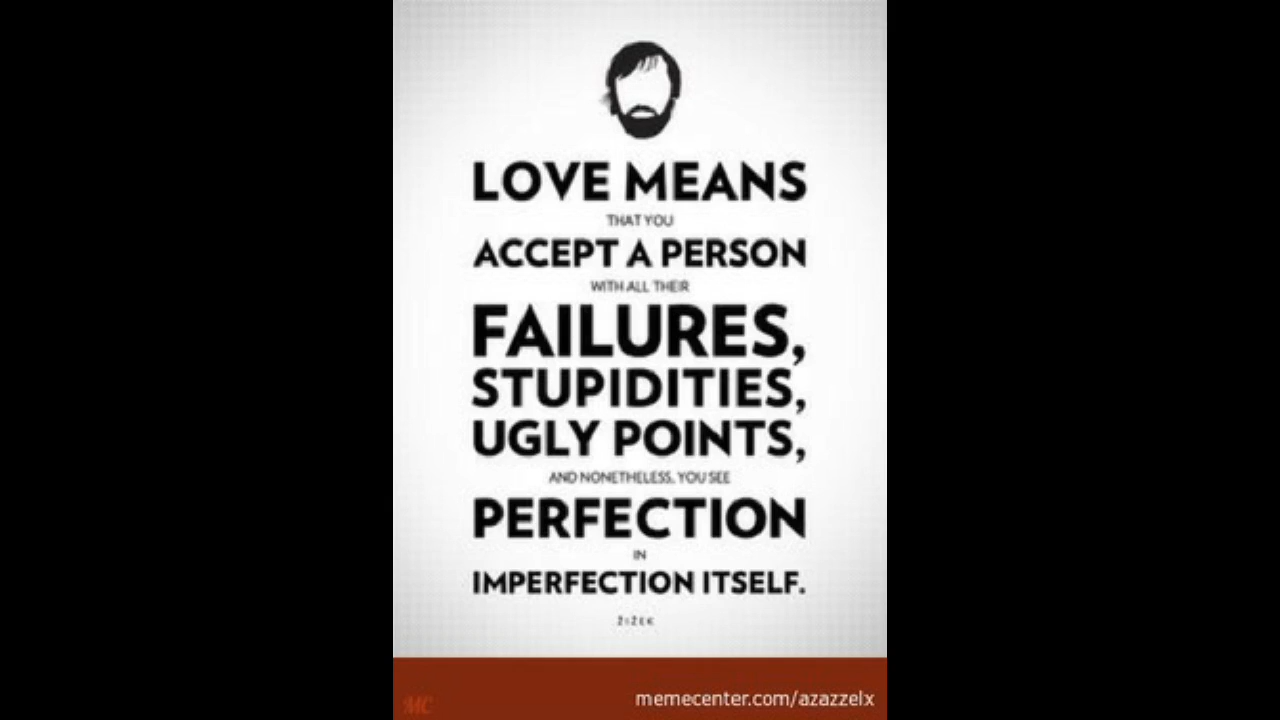 LOVE MEANS
THAT YOU
ACCEPT A PERSON
WITH ALL THEIR
FAILURES,
STUPIDITIES,
UGLY POINTS,
AND NONETHELESS, YOU SEE
PERFECTION
IN
IMPERFECTION ITSELF.
ŽIŽEK
MC
memecenter.com/azazzelx